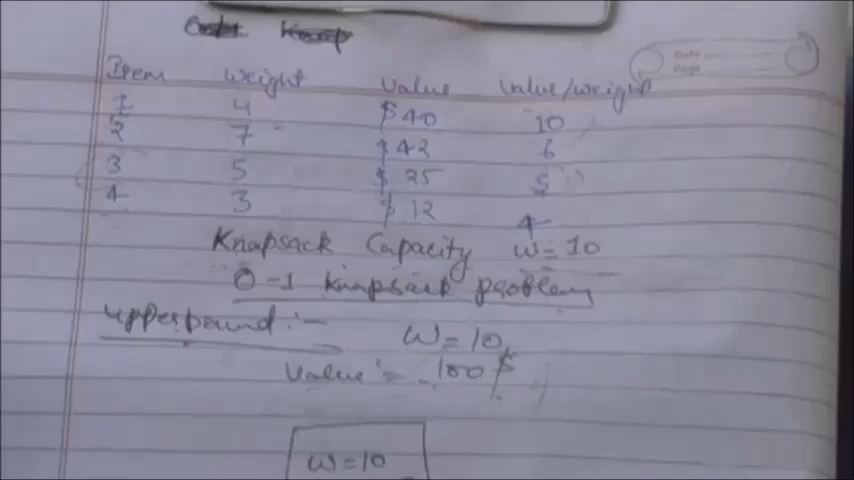 Item Weight Value Value/weight
1 4 $40 10
2 7 $42 6
3 5 $25 5
4 3 $12 4
Knapsack Capacity W=10
0-1 Knapsack problem
Upperbound:- W=10
Value = 100$
W=10